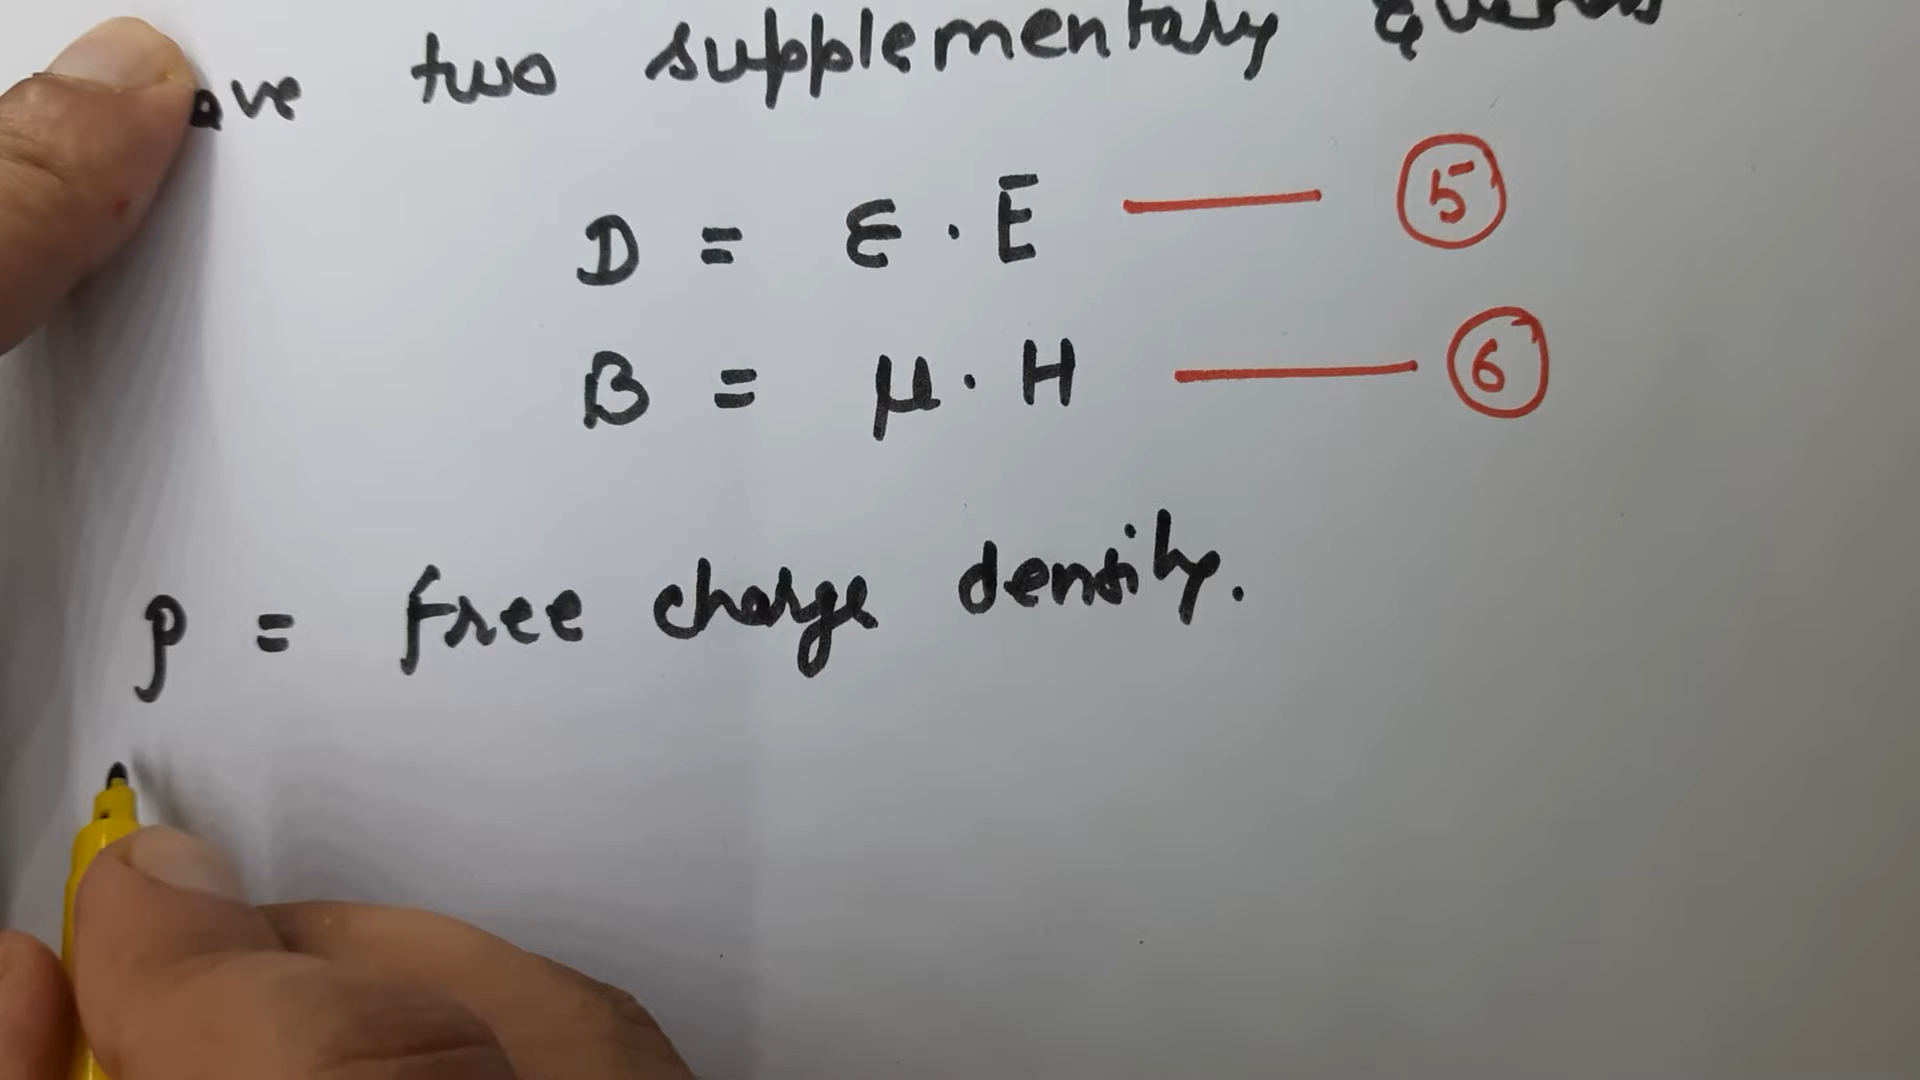 two supplementary
D = ε . E —— 5
B = μ . H —— 6
ρ = free charge density.